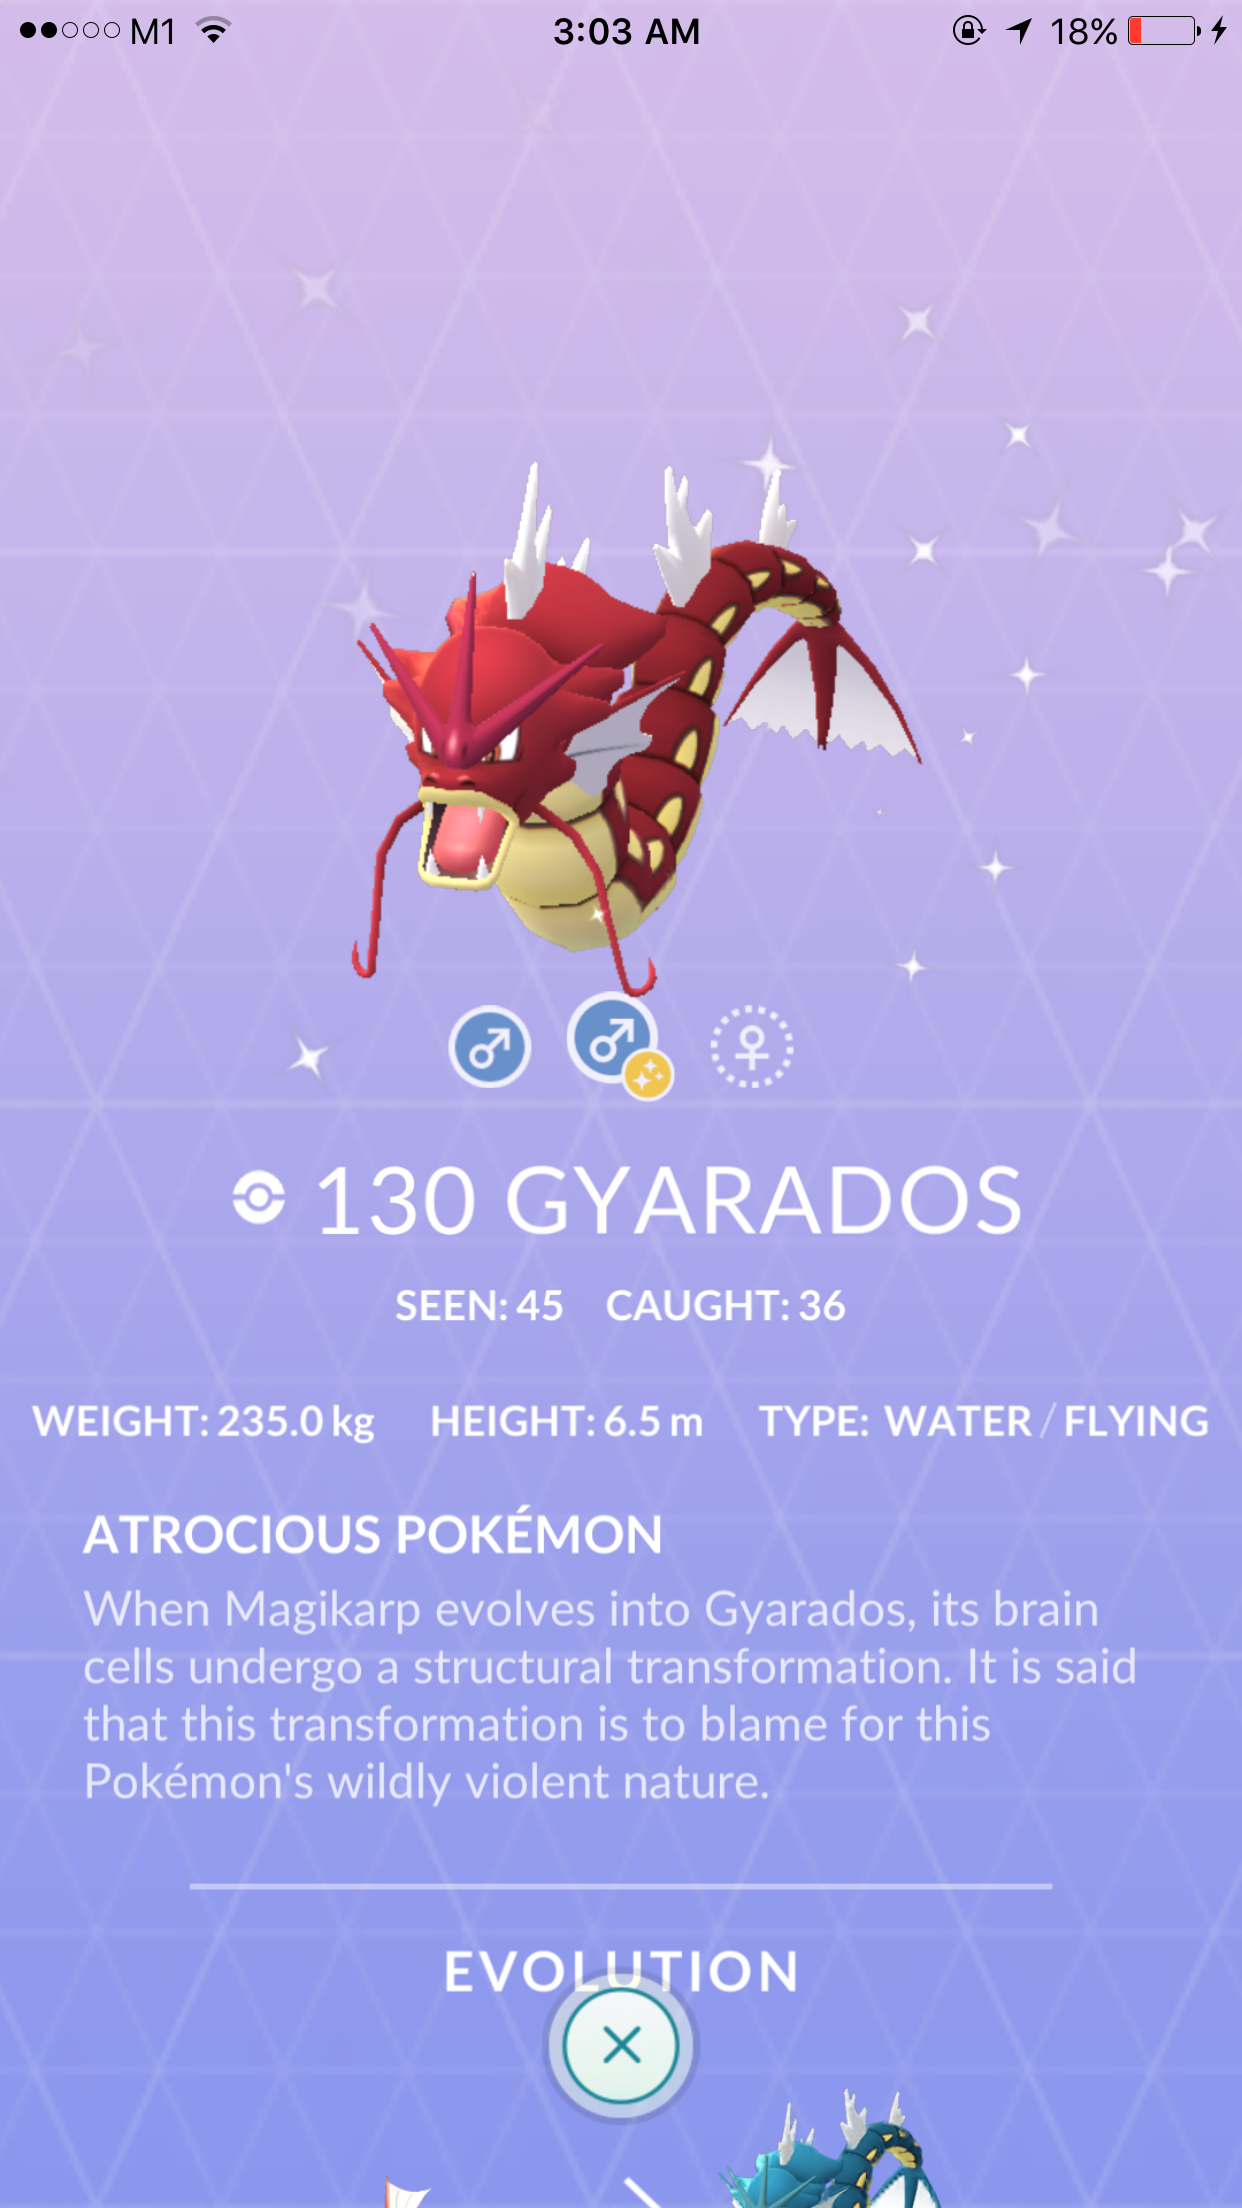 M1 3:03 AM 18%
130 GYARADOS
SEEN: 45 CAUGHT: 36
WEIGHT: 235.0 kg HEIGHT: 6.5 m TYPE: WATER / FLYING
ATROCIOUS POKÉMON
When Magikarp evolves into Gyarados, its brain
cells undergo a structural transformation. It is said
that this transformation is to blame for this
Pokémon's wildly violent nature.
EVOLUTION